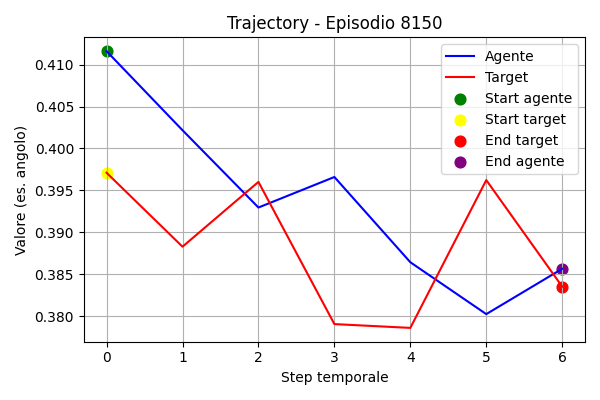 Trajectory - Episodio 8150
Agente
Target
Start agente
Start target
End target
End agente
Valore (es. angolo)
0.410
0.405
0.400
0.395
0.390
0.385
0.380
0 1 2 3 4 5 6
Step temporale